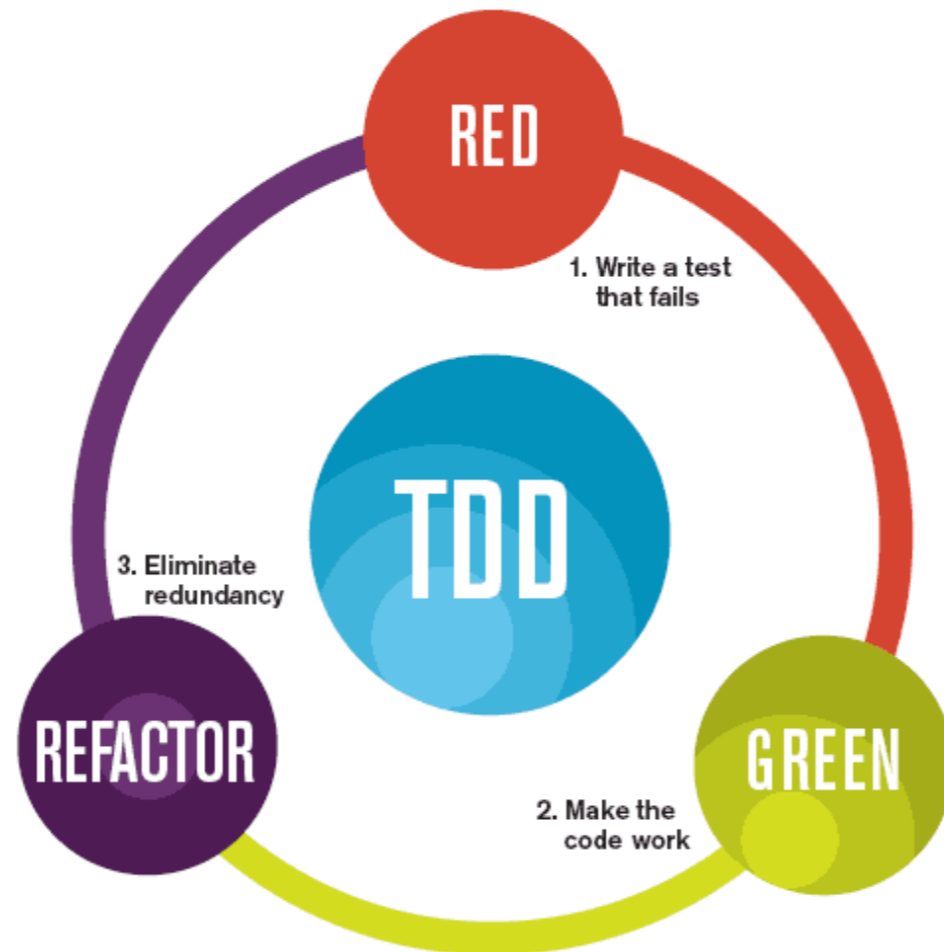 RED
1. Write a test
that fails
TDD
3. Eliminate
redundancy
REFACTOR
GREEN
2. Make the
code work